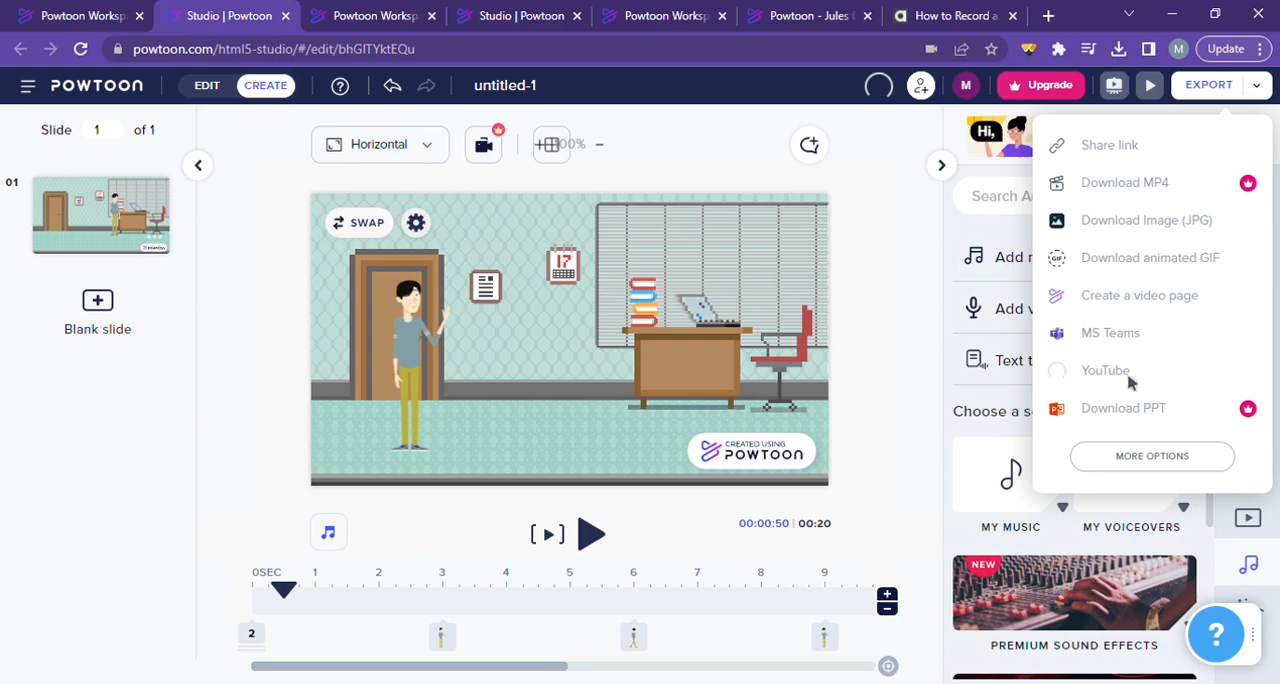 Powtoon Worksp
Studio | Powtoon
Powtoon Worksp
Studio | Powtoon
Powtoon Worksp
Powtoon - Jules f
How to Record a
powtoon.com/html5-studio/#/edit/bhGlTYktEQu
M
Update
POWTOON
EDIT
CREATE
untitled-1
M
Upgrade
EXPORT
Slide 1 of 1
Horizontal
00%
Hi,
Share link
01
Download MP4
Search A
Download Image (JPG)
SWAP
Add
Download animated GIF
GIF
17
Create a video page
Add v
MS Teams
Blank slide
Text t
YouTube
Choose a s
Download PPT
CREATED USING
POWTOON
MORE OPTIONS
MY MUSIC
MY VOICEOVERS
00:00:50 | 00:20
0SEC 1 2 3 4 5 6 7 8 9
NEW
2
PREMIUM SOUND EFFECTS